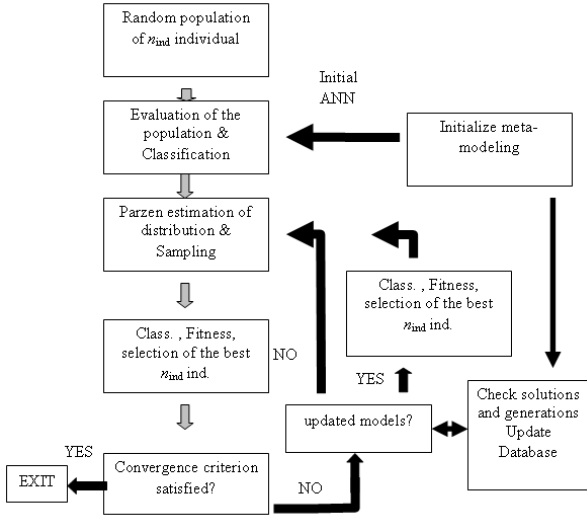 Random population
of nind individual
Initial
ANN
Evaluation of the
population &
Classification
Initialize meta-
modeling
Parzen estimation of
distribution &
Sampling
Class. , Fitness,
selection of the best
nind ind.
Class. , Fitness,
selection of the best
nind ind.
NO
YES
updated models?
Check solutions
and generations
Update
Database
YES
EXIT
Convergence criterion
satisfied?
NO